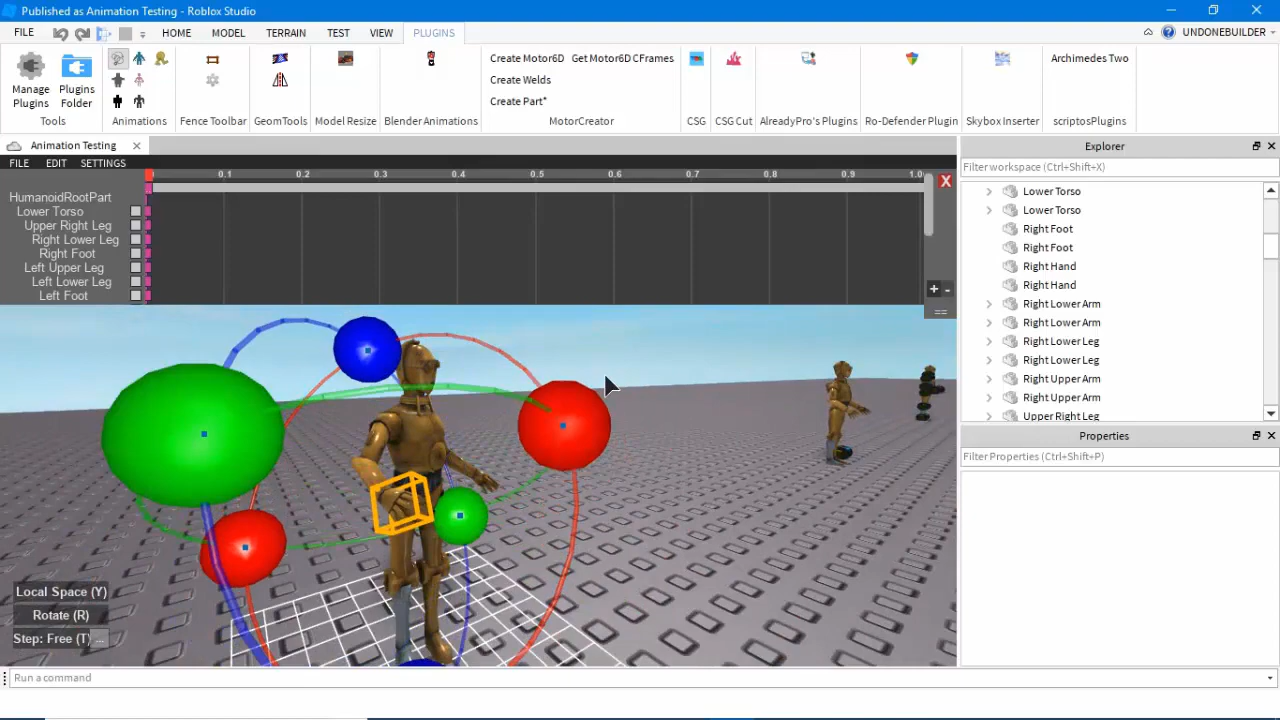 Published as Animation Testing - Roblox Studio
FILE HOME MODEL TERRAIN TEST VIEW PLUGINS UNDONEBUILDER
Manage Plugins
Plugins Folder
Tools
Animations
Fence Toolbar
GeomTools
Model Resize
Blender Animations
Create Motor6D Get Motor6D CFrames
Create Welds
Create Part*
MotorCreator
CSG
CSG Cut
AlreadyPro's Plugins
Ro-Defender Plugin
Skybox Inserter
Archimedes Two
scriptosPlugins
Animation Testing
FILE EDIT SETTINGS
0.1 0.2 0.3 0.4 0.5 0.6 0.7 0.8 0.9 1.0
X
HumanoidRootPart
Lower Torso
Upper Right Leg
Right Lower Leg
Right Foot
Left Upper Leg
Left Lower Leg
Left Foot
+ -
==
Local Space (Y)
Rotate (R)
Step: Free (T) ...
Explorer
Filter workspace (Ctrl+Shift+X)
Lower Torso
Lower Torso
Right Foot
Right Foot
Right Hand
Right Hand
Right Lower Arm
Right Lower Arm
Right Lower Leg
Right Lower Leg
Right Upper Arm
Right Upper Arm
Upper Right Leg
Properties
Filter Properties (Ctrl+Shift+P)
Run a command